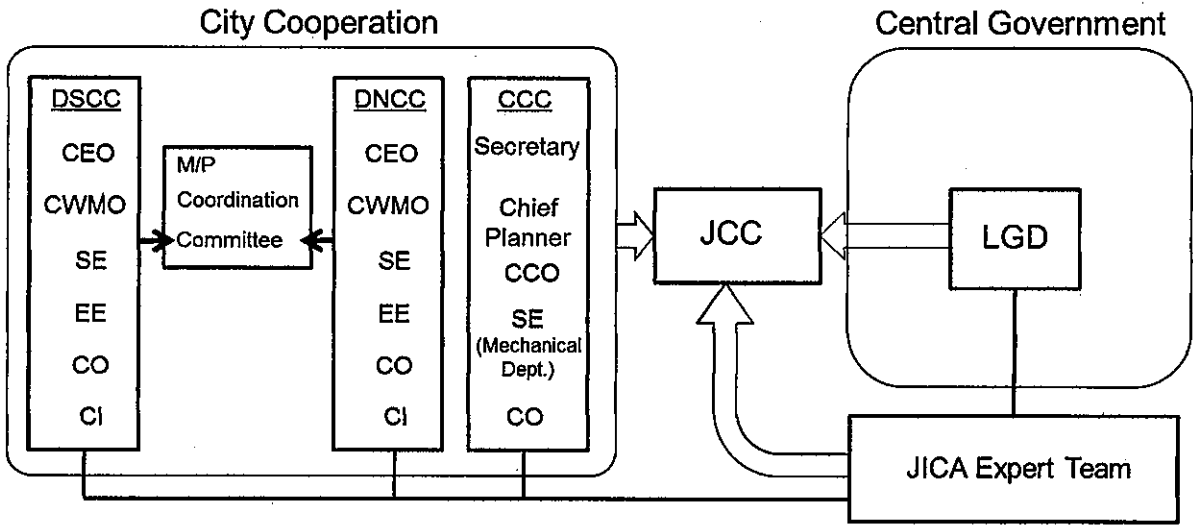 City Cooperation
Central Government
DSCC
CEO
CWMO
SE
EE
CO
CI
M/P
Coordination
Committee
DNCC
CEO
CWMO
SE
EE
CO
CI
CCC
Secretary
Chief
Planner
CCO
SE
(Mechanical
Dept.)
CO
JCC
LGD
JICA Expert Team